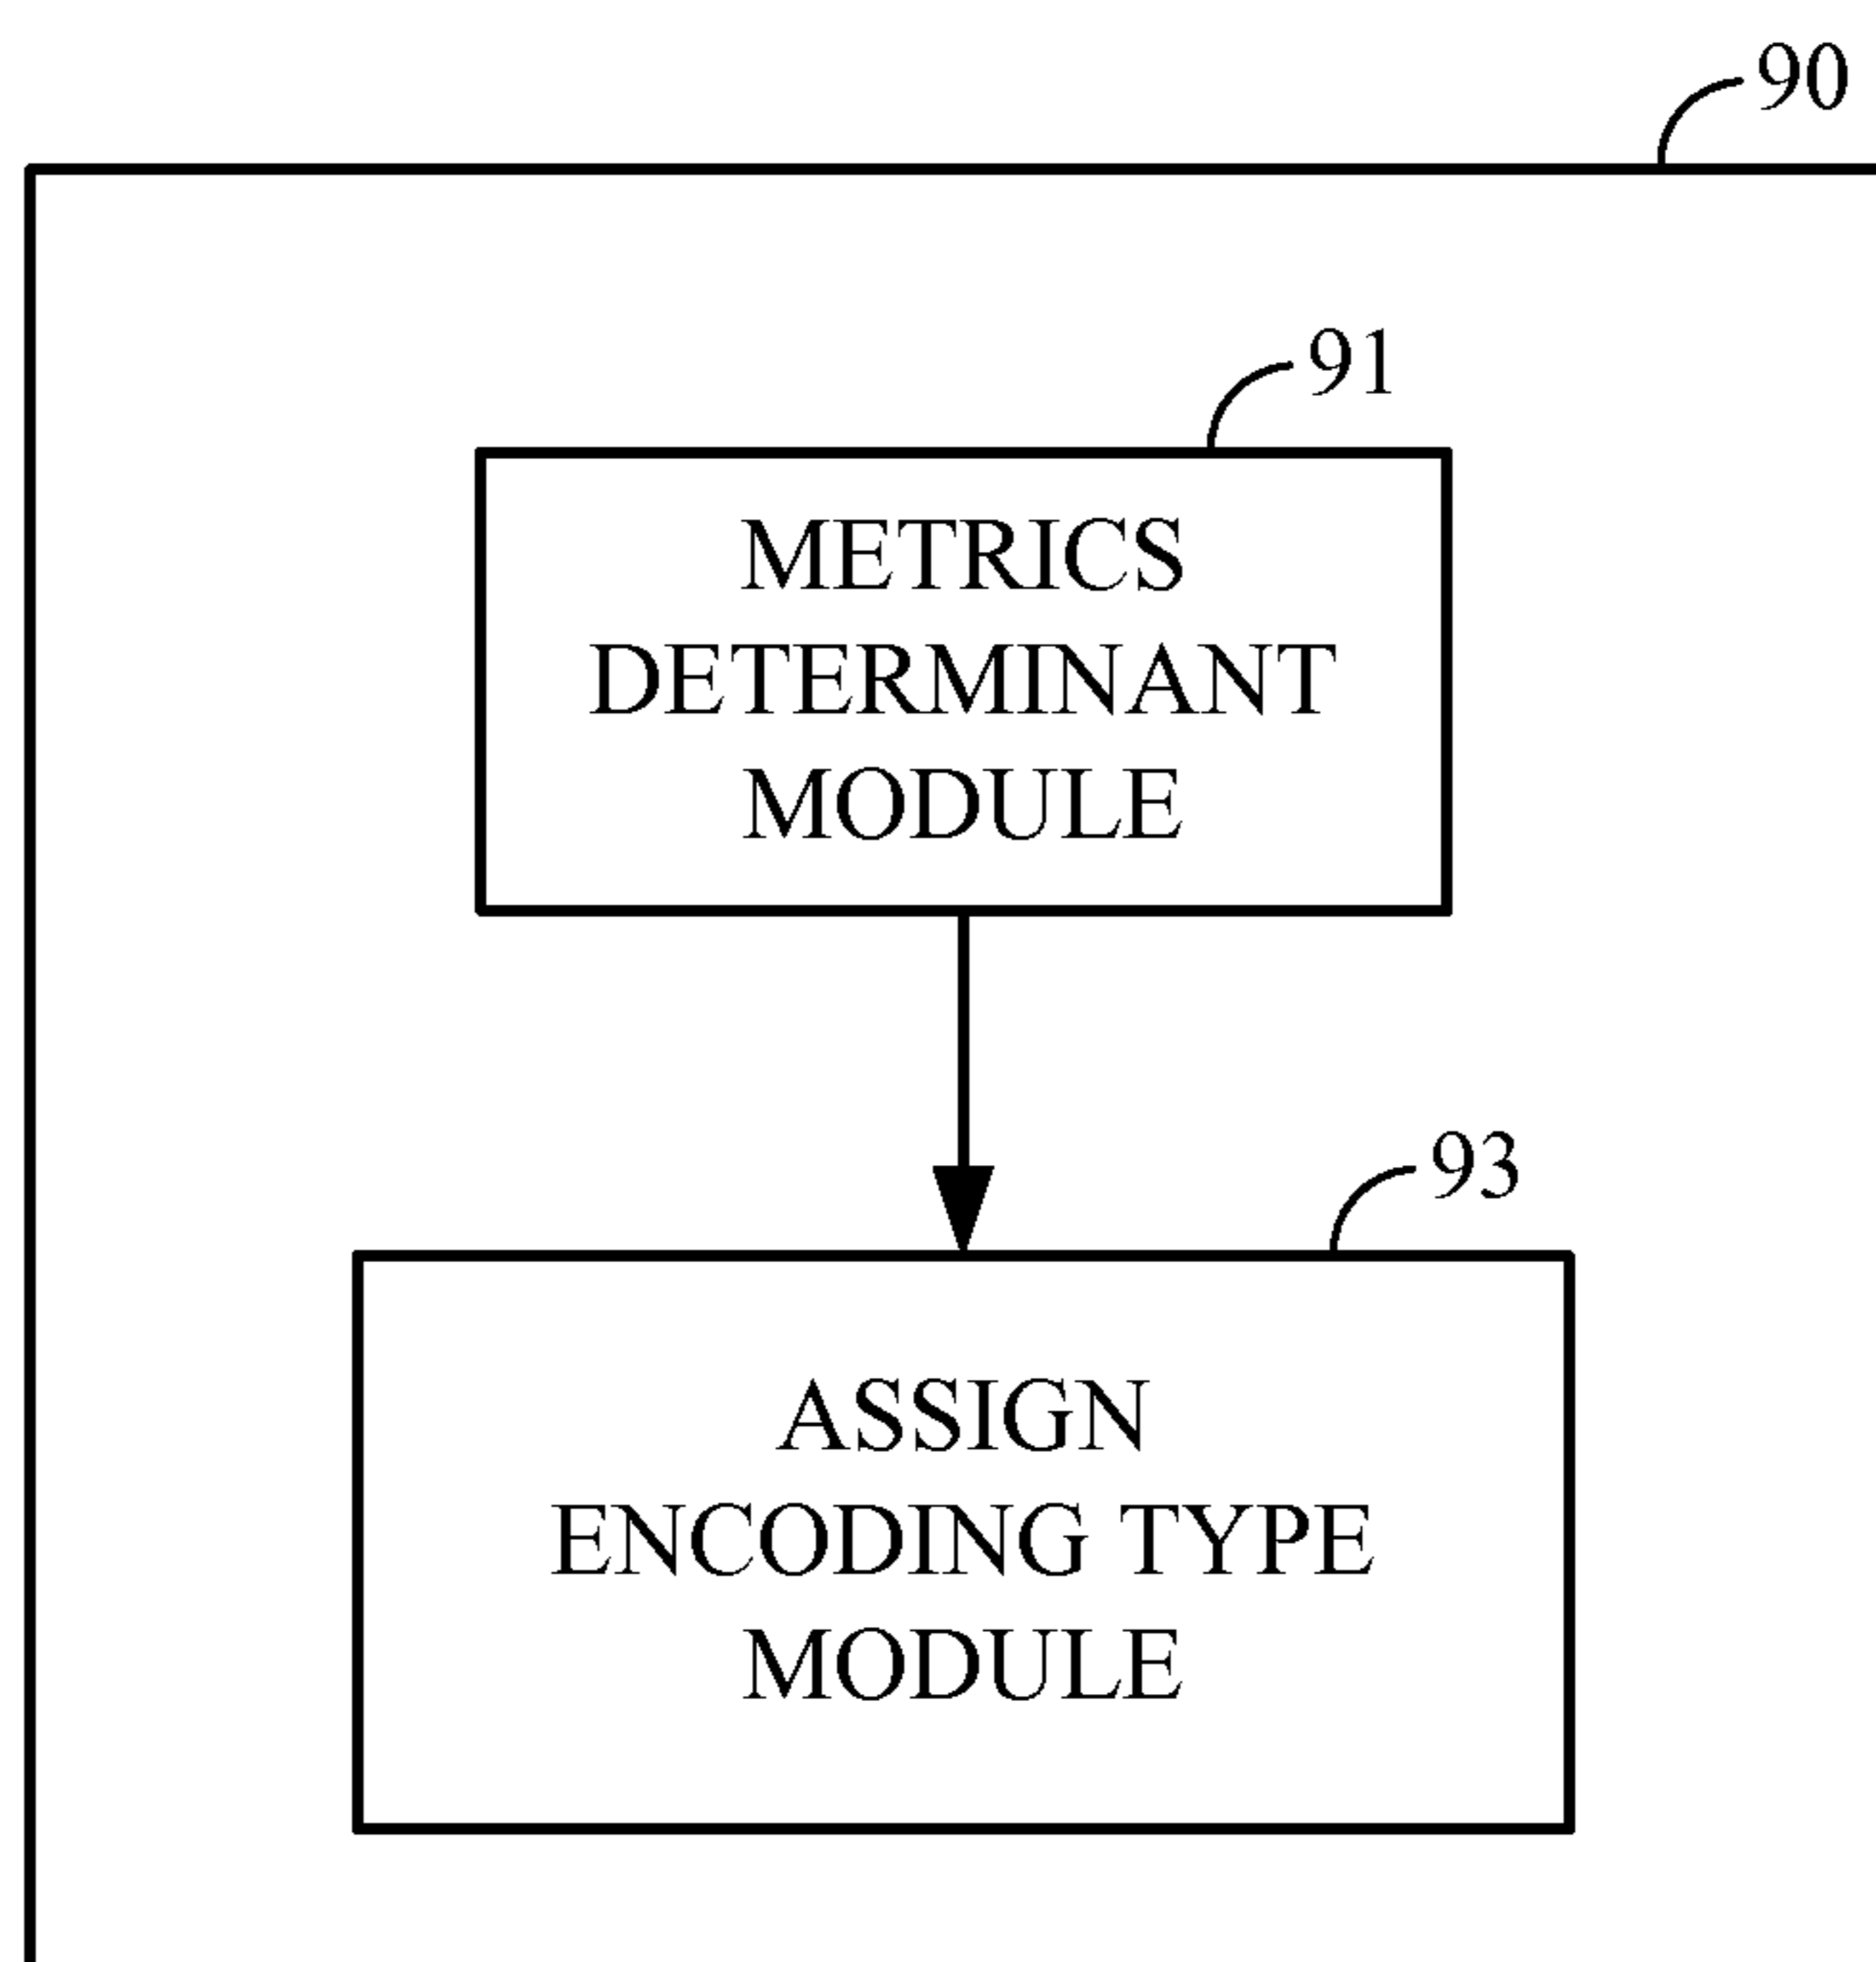 90
91
METRICS
DETERMINANT
MODULE
93
ASSIGN
ENCODING TYPE
MODULE